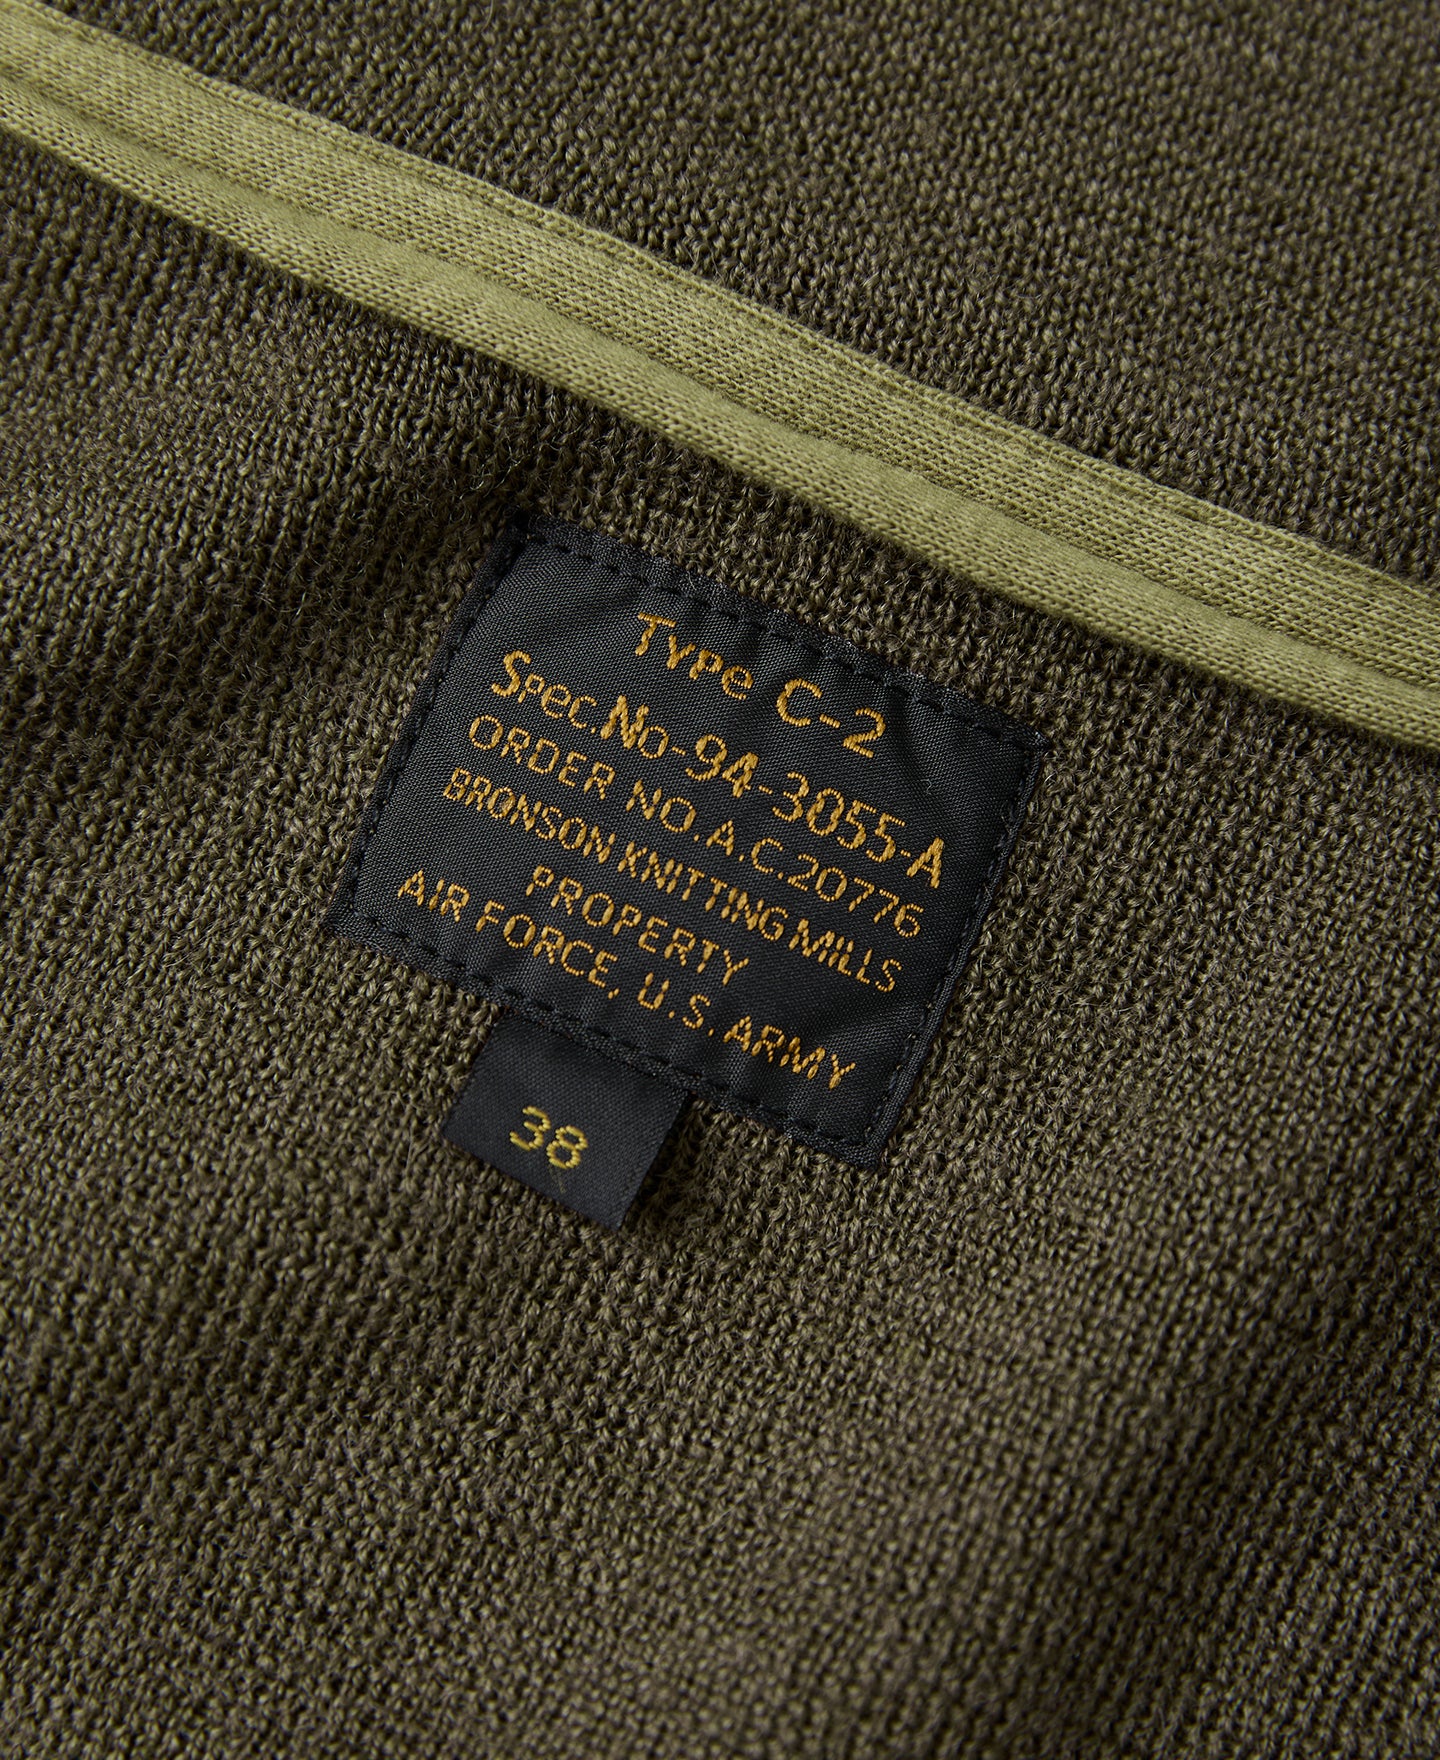 Type C-2
Spec.No-94-3055-A
ORDER NO.A.C.20776
BRONSON KNITTING MILLS
PROPERTY
AIR FORCE, U.S. ARMY
38